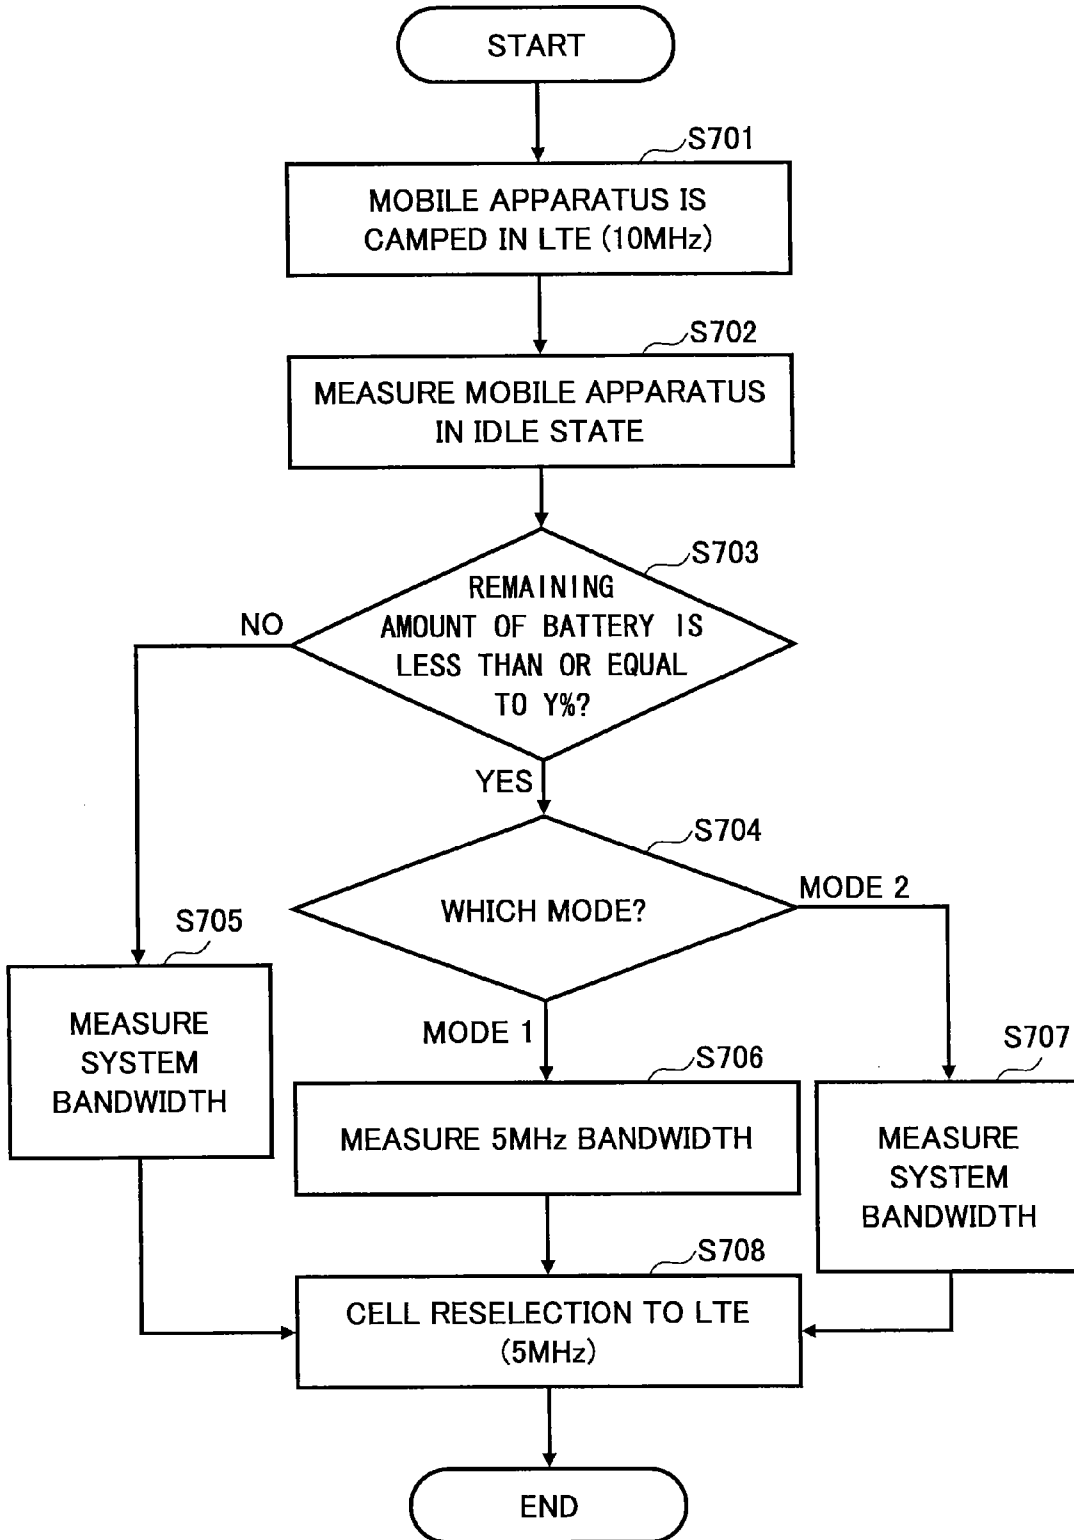 START
S701
MOBILE APPARATUS IS
CAMPED IN LTE (10MHz)
S702
MEASURE MOBILE APPARATUS
IN IDLE STATE
S703
REMAINING
AMOUNT OF BATTERY IS
LESS THAN OR EQUAL
TO Y%?
NO
YES
S704
WHICH MODE?
MODE 2
MODE 1
S705
MEASURE
SYSTEM
BANDWIDTH
S706
MEASURE 5MHz BANDWIDTH
S707
MEASURE
SYSTEM
BANDWIDTH
S708
CELL RESELECTION TO LTE
(5MHz)
END